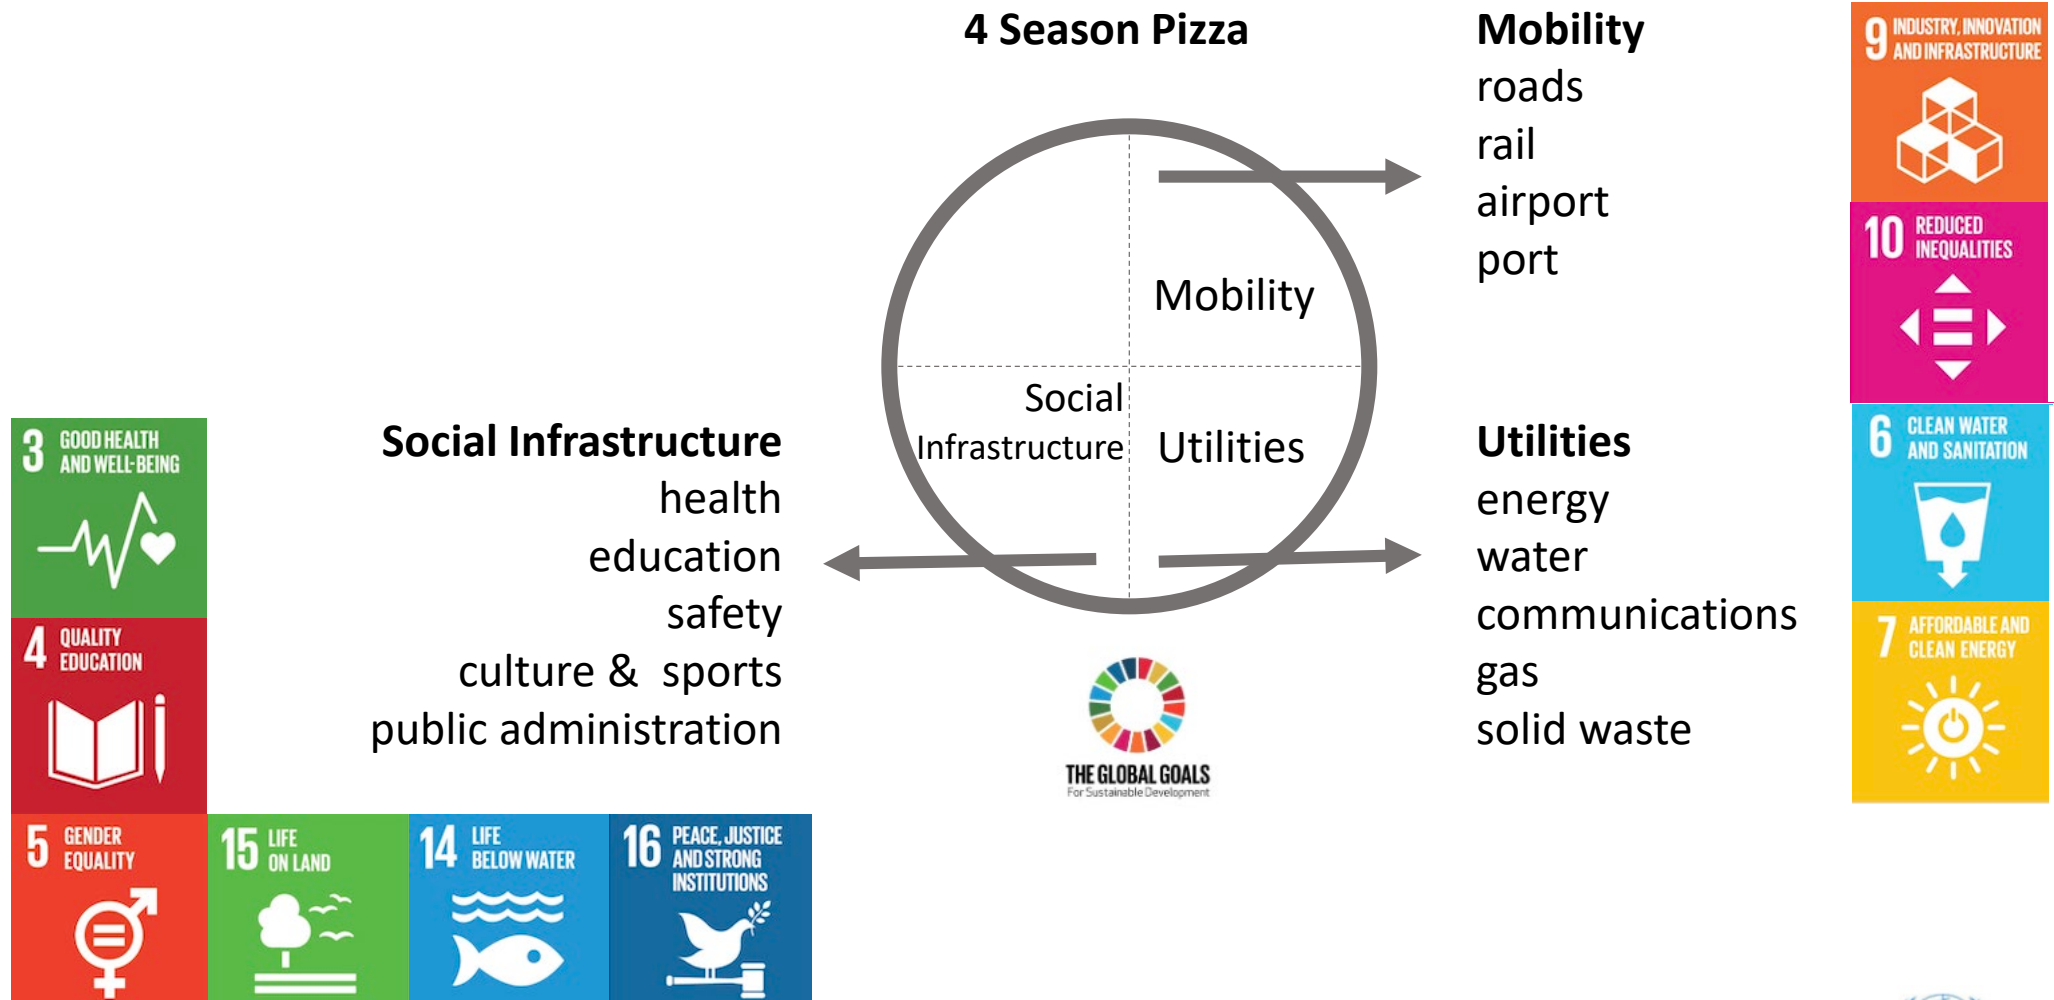 4 Season Pizza
Mobility
roads
rail
airport
port
9 INDUSTRY, INNOVATION
AND INFRASTRUCTURE
10 REDUCED
INEQUALITIES
Mobility
Social
Infrastructure
Utilities
3 GOOD HEALTH
AND WELL-BEING
4 QUALITY
EDUCATION
Social Infrastructure
health
education
safety
culture & sports
public administration
Utilities
energy
water
communications
gas
solid waste
6 CLEAN WATER
AND SANITATION
7 AFFORDABLE AND
CLEAN ENERGY
THE GLOBAL GOALS
For Sustainable Development
5 GENDER
EQUALITY
15 LIFE
ON LAND
14 LIFE
BELOW WATER
16 PEACE, JUSTICE
AND STRONG
INSTITUTIONS